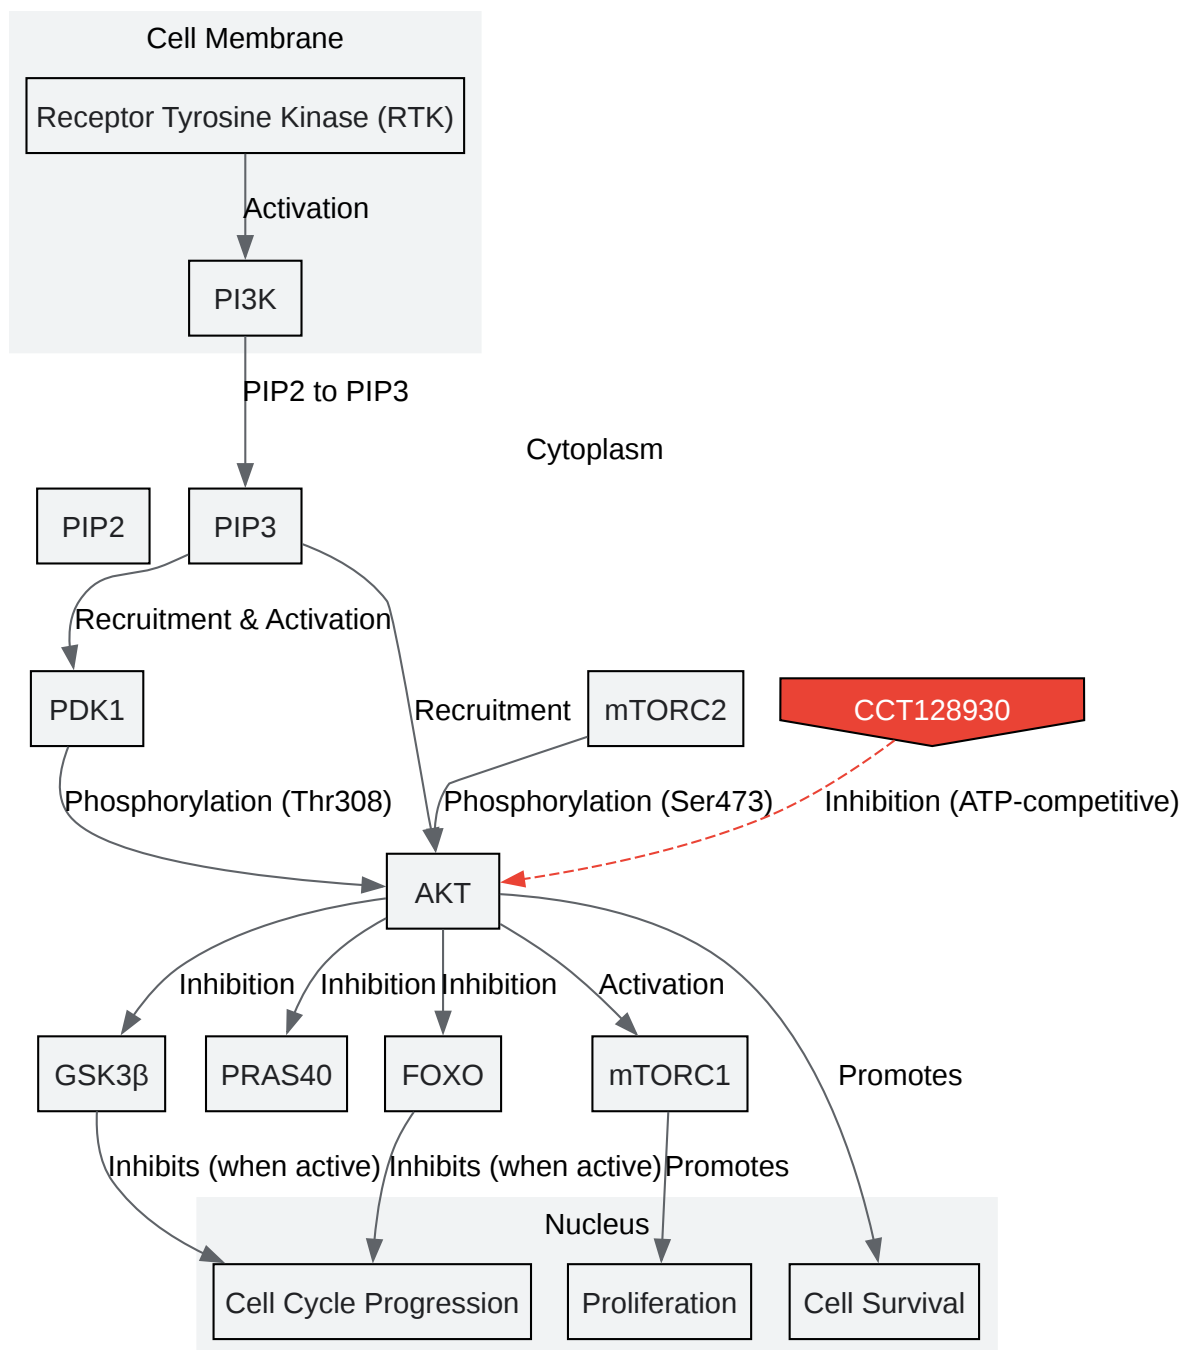 Cell Membrane
Receptor Tyrosine Kinase (RTK)
Activation
PI3K
PIP2 to PIP3
Cytoplasm
PIP2
PIP3
Recruitment & Activation
PDK1
Recruitment
mTORC2
CCT128930
Phosphorylation (Thr308)
Phosphorylation (Ser473)
Inhibition (ATP-competitive)
AKT
Inhibition
Inhibition
Inhibition
Activation
GSK3β
PRAS40
FOXO
mTORC1
Promotes
Inhibits (when active)
Inhibits (when active)
Promotes
Nucleus
Cell Cycle Progression
Proliferation
Cell Survival